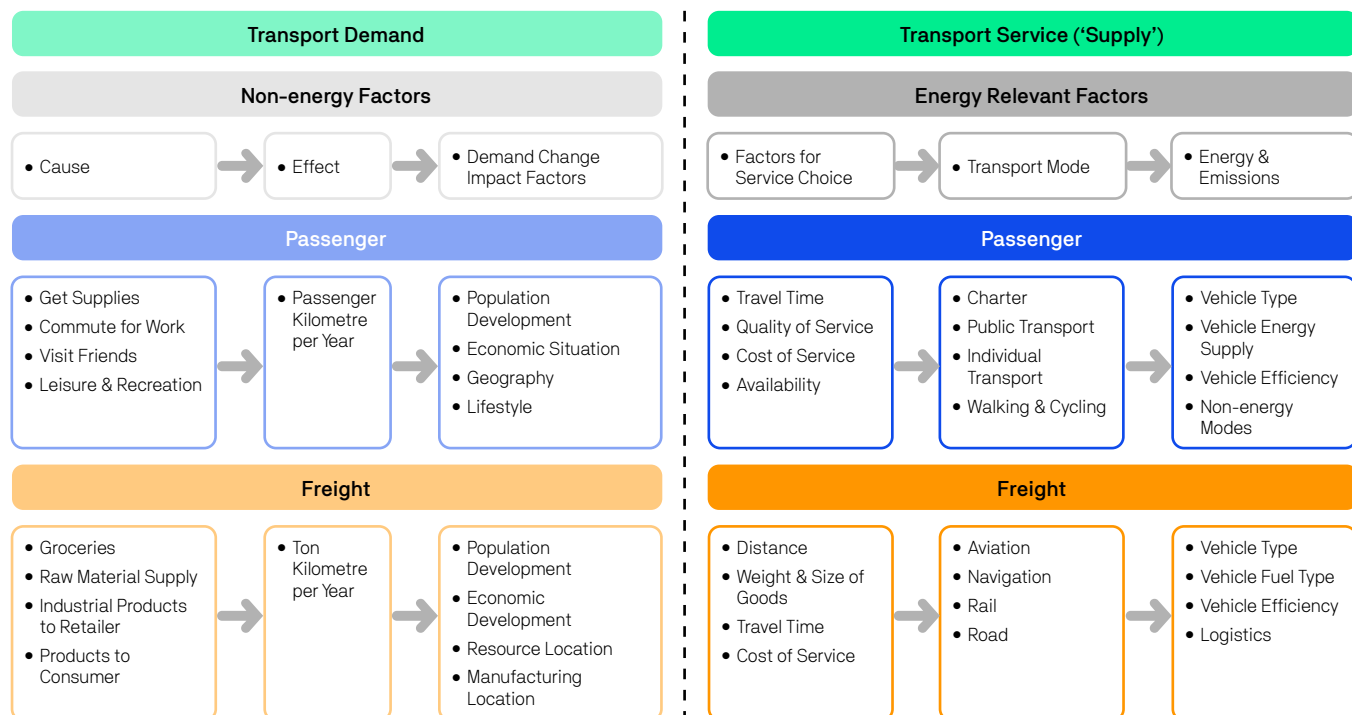 Transport Demand
Non-energy Factors
• Cause
• Effect
• Demand Change
Impact Factors
Passenger
• Get Supplies
• Commute for Work
• Visit Friends
• Leisure & Recreation
• Passenger
Kilometre
per Year
• Population
Development
• Economic Situation
• Geography
• Lifestyle
Freight
• Groceries
• Raw Material Supply
• Industrial Products
to Retailer
• Products to
Consumer
• Ton
Kilometre
per Year
• Population
Development
• Economic
Development
• Resource Location
• Manufacturing
Location
Transport Service (‘Supply’)
Energy Relevant Factors
• Factors for
Service Choice
• Transport Mode
• Energy &
Emissions
Passenger
• Travel Time
• Quality of Service
• Cost of Service
• Availability
• Charter
• Public Transport
• Individual
Transport
• Walking & Cycling
• Vehicle Type
• Vehicle Energy
Supply
• Vehicle Efficiency
• Non-energy
Modes
Freight
• Distance
• Weight & Size of
Goods
• Travel Time
• Cost of Service
• Aviation
• Navigation
• Rail
• Road
• Vehicle Type
• Vehicle Fuel Type
• Vehicle Efficiency
• Logistics